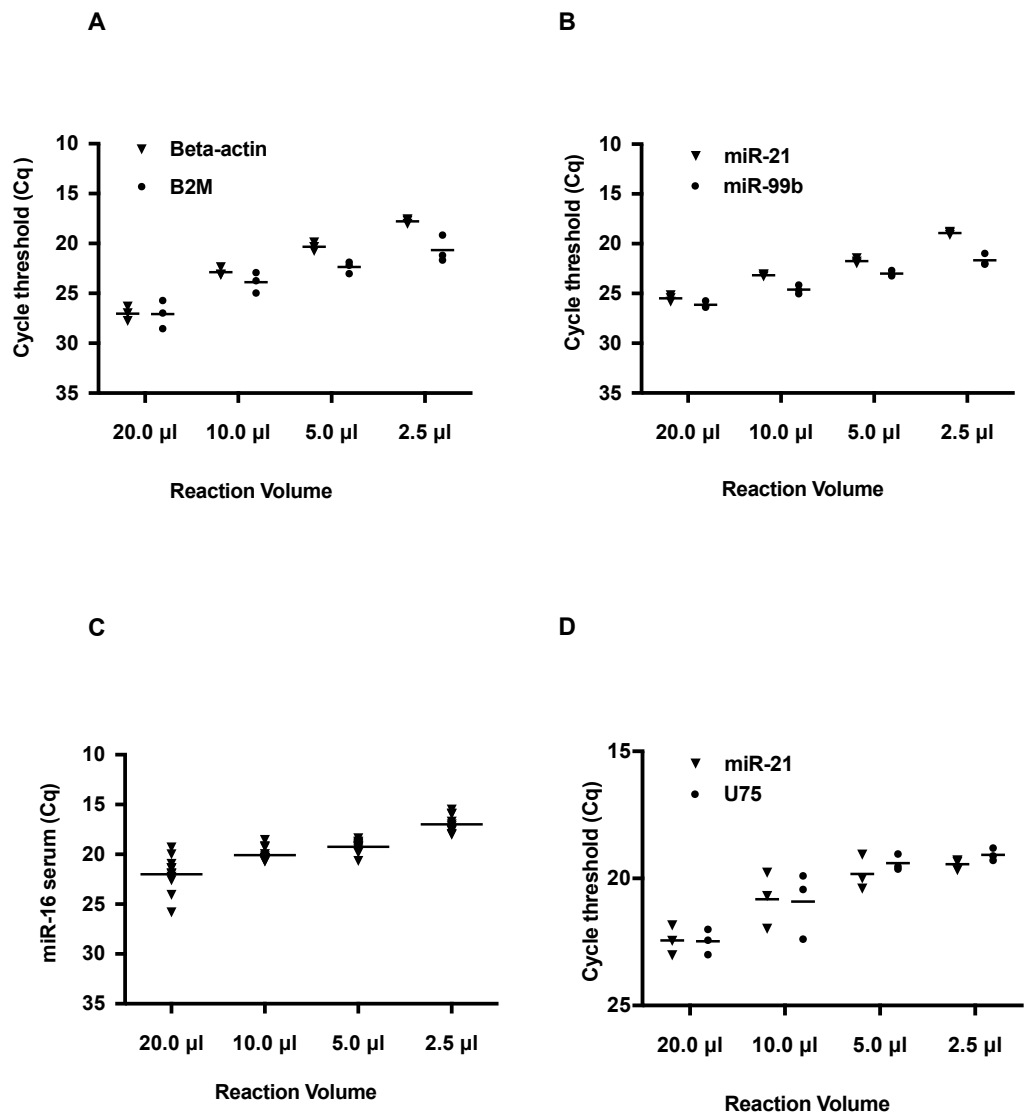 A
Cycle threshold (Cq)
10
15
20
25
30
35
Beta-actin
B2M
20.0 µl 10.0 µl 5.0 µl 2.5 µl
Reaction Volume
B
Cycle threshold (Cq)
10
15
20
25
30
35
miR-21
miR-99b
20.0 µl 10.0 µl 5.0 µl 2.5 µl
Reaction Volume
C
miR-16 serum (Cq)
10
15
20
25
30
35
20.0 µl 10.0 µl 5.0 µl 2.5 µl
Reaction Volume
D
Cycle threshold (Cq)
15
20
25
miR-21
U75
20.0 µl 10.0 µl 5.0 µl 2.5 µl
Reaction Volume